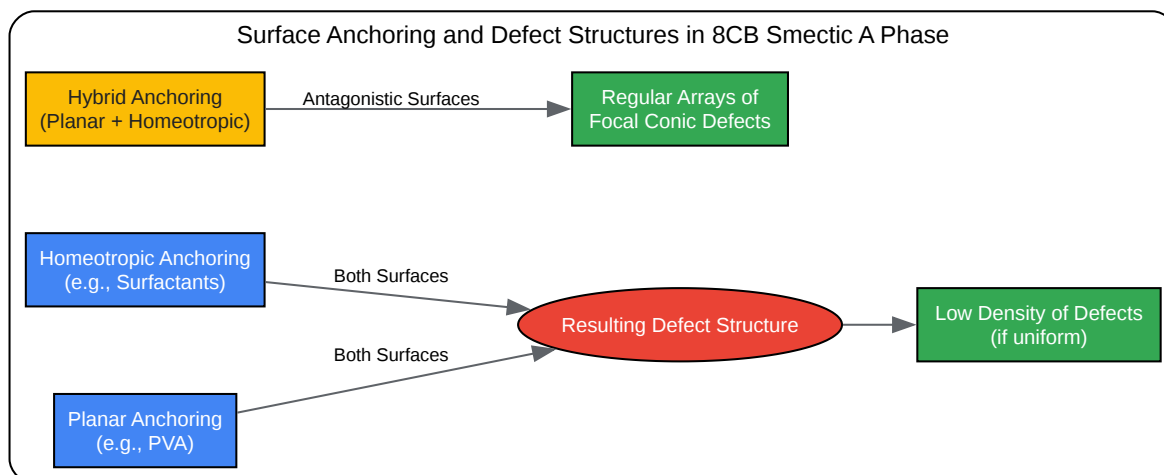 Surface Anchoring and Defect Structures in 8CB Smectic A Phase
Hybrid Anchoring
(Planar + Homeotropic)
Antagonistic Surfaces
Regular Arrays of
Focal Conic Defects
Homeotropic Anchoring
(e.g., Surfactants)
Both Surfaces
Resulting Defect Structure
Low Density of Defects
(if uniform)
Both Surfaces
Planar Anchoring
(e.g., PVA)